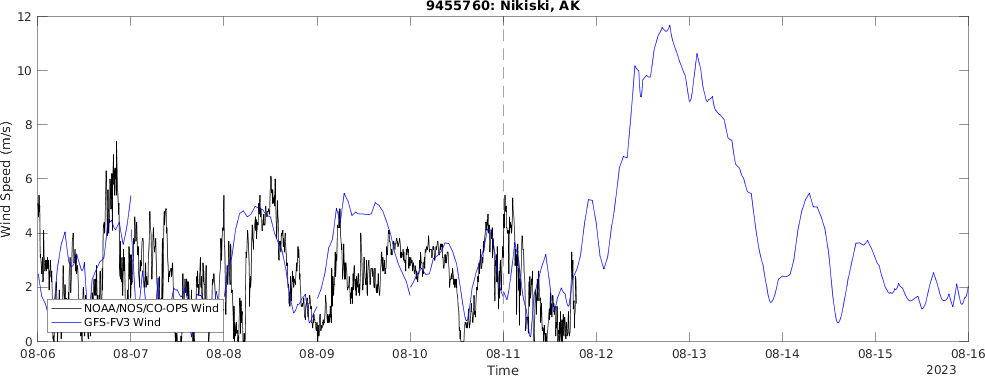 9455760: Nikiski, AK
12
10
8
6
4
2
0
Wind Speed (m/s)
NOAA/NOS/CO-OPS Wind
GFS-FV3 Wind
08-06 08-07 08-08 08-09 08-10 08-11 08-12 08-13 08-14 08-15 08-16
Time
2023